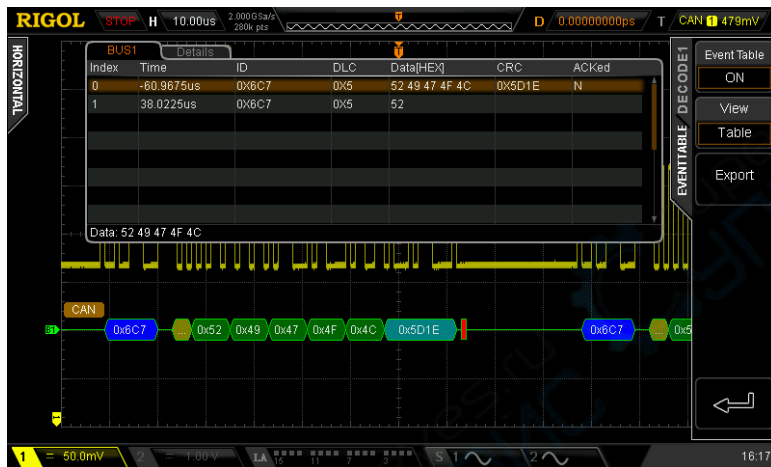 RIGOL STOP H 10.00us 2.000GSa/s 280k pts D 0.00000000ps T CAN 1 479mV
HORIZONTAL
BUS1 Details
Index Time ID DLC Data[HEX] CRC ACKed
0 -60.9675us 0X6C7 0X5 52 49 47 4F 4C 0X5D1E N
1 38.0225us 0X6C7 0X5 52
Data: 52 49 47 4F 4C
DECODE1
EVENTTABLE
Event Table
ON
View
Table
Export
CAN
B1 0x6C7 ... 0x52 0x49 0x47 0x4F 0x4C 0x5D1E 0x6C7 ... 0x5
1 = 50.0mV 2 = 1.00 V LA 15 11 7 3 S 1 2 16:17